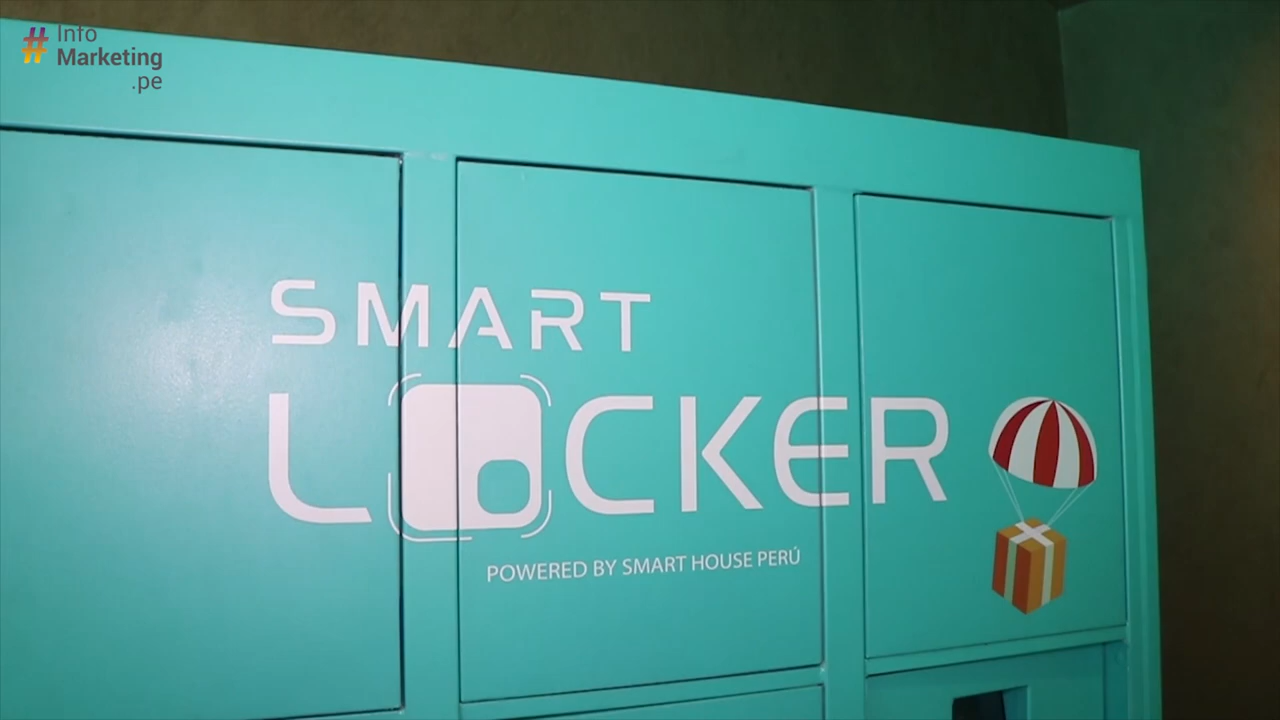 Info
Marketing
.pe
SMART
LOCKER
POWERED BY SMART HOUSE PERÚ